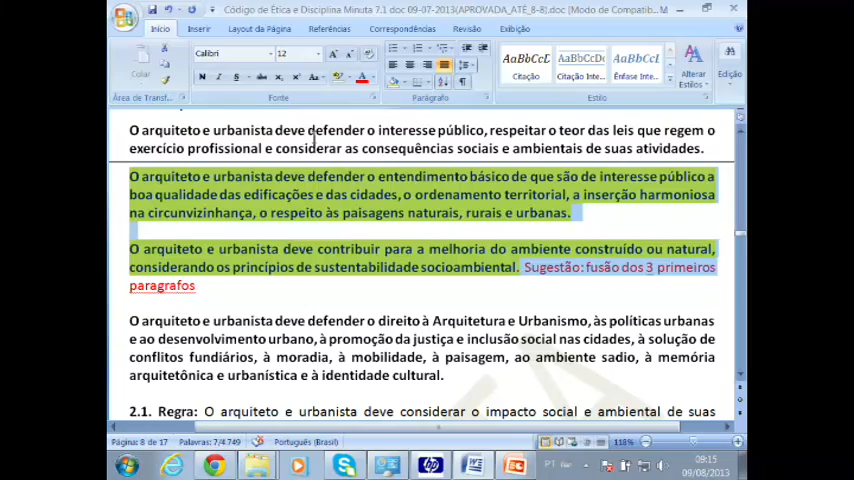 Código de Ética e Disciplina Minuta 7.1 doc 09-07-2013(APROVADA_ATÉ_8-8).doc [Modo de Compatib...
Início Inserir Layout da Página Referências Correspondências Revisão Exibição
Calibri 12
AaBbCcDc AaBbCcDc AaBbCcDc
Colar
N I S abc x₂ x² Aa A
Citação Citação Inte... Ênfase Inte...
Alterar Estilos
Edição
Área de Transf... Fonte Parágrafo Estilo
O arquiteto e urbanista deve defender o interesse público, respeitar o teor das leis que regem o
exercício profissional e considerar as consequências sociais e ambientais de suas atividades.
O arquiteto e urbanista deve defender o entendimento básico de que são de interesse público a
boa qualidade das edificações e das cidades, o ordenamento territorial, a inserção harmoniosa
na circunvizinhança, o respeito às paisagens naturais, rurais e urbanas.
O arquiteto e urbanista deve contribuir para a melhoria do ambiente construído ou natural,
considerando os princípios de sustentabilidade socioambiental. Sugestão: fusão dos 3 primeiros
paragrafos
O arquiteto e urbanista deve defender o direito à Arquitetura e Urbanismo, às políticas urbanas
e ao desenvolvimento urbano, à promoção da justiça e inclusão social nas cidades, à solução de
conflitos fundiários, à moradia, à mobilidade, à paisagem, ao ambiente sadio, à memória
arquitetônica e urbanística e à identidade cultural.
2.1. Regra: O arquiteto e urbanista deve considerar o impacto social e ambiental de suas
Página: 8 de 17 Palavras: 7/4.749 Português (Brasil) 118%
PT 09:15
09/08/2013